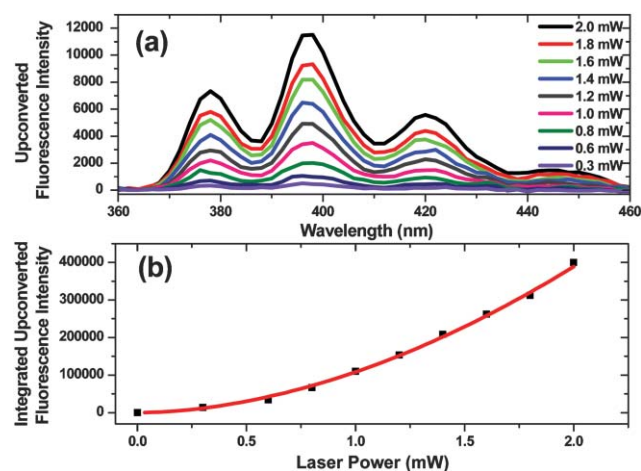 (a)
Upconverted
Fluorescence Intensity
12000
10000
8000
6000
4000
2000
0
2.0 mW
1.8 mW
1.6 mW
1.4 mW
1.2 mW
1.0 mW
0.8 mW
0.6 mW
0.3 mW
360 380 400 420 440 460
Wavelength (nm)
(b)
Integrated Upconverted
Fluorescence Intensity
400000
300000
200000
100000
0
0.0 0.5 1.0 1.5 2.0
Laser Power (mW)